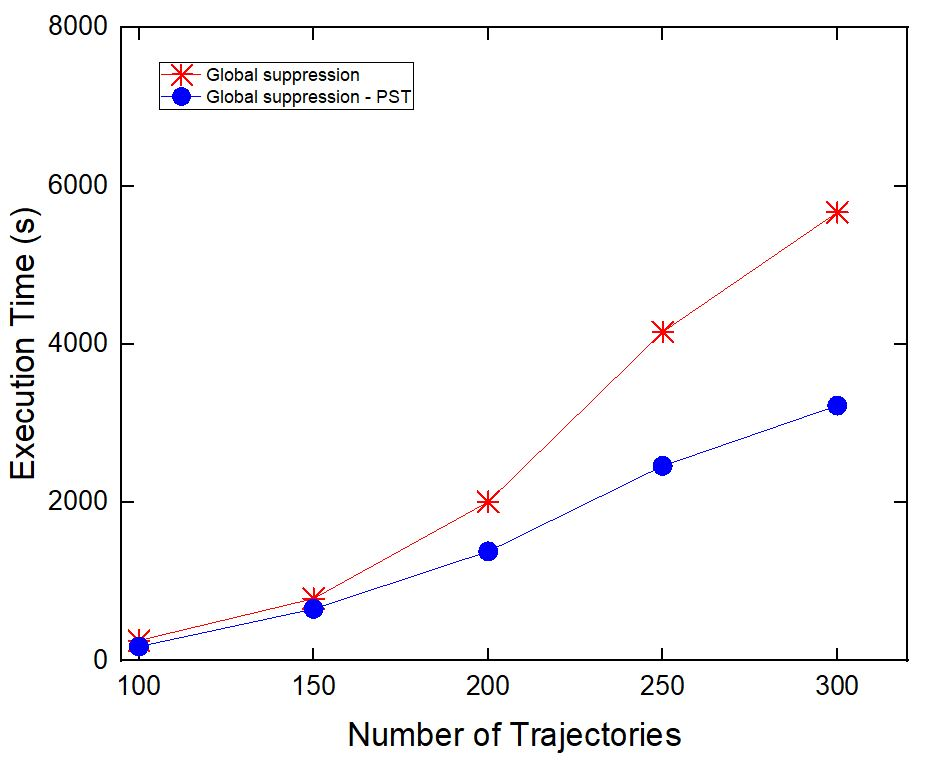 8000
6000
4000
2000
0
Execution Time (s)
Global suppression
Global suppression - PST
100 150 200 250 300
Number of Trajectories